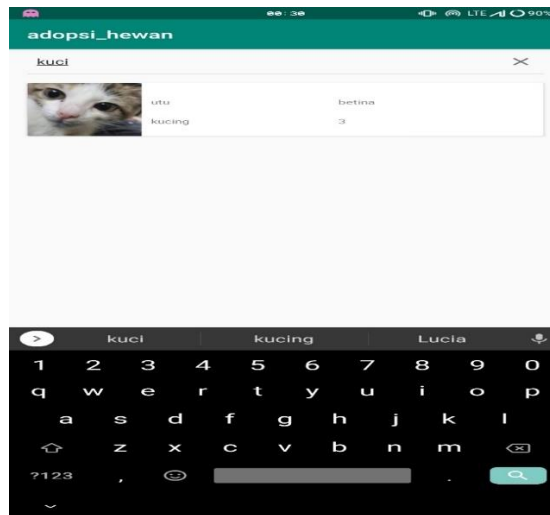 00:30 LTE 90%
adopsi_hewan
kuci
utu betina
kucing 3
kuci kucing Lucia
1 2 3 4 5 6 7 8 9 0
q w e r t y u i o p
a s d f g h j k l
z x c v b n m
?123 , .